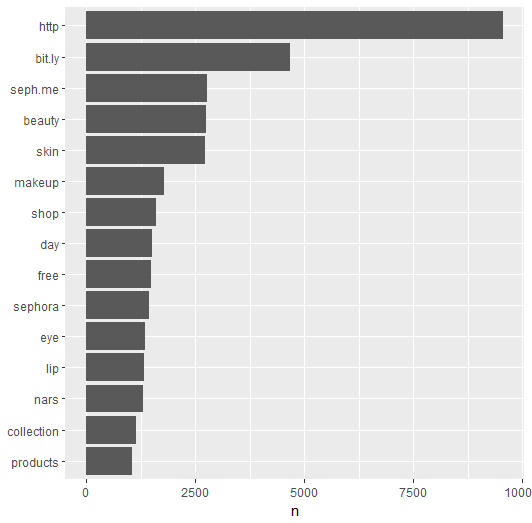 http
bit.ly
seph.me
beauty
skin
makeup
shop
day
free
sephora
eye
lip
nars
collection
products
0 2500 5000 7500 1000
n